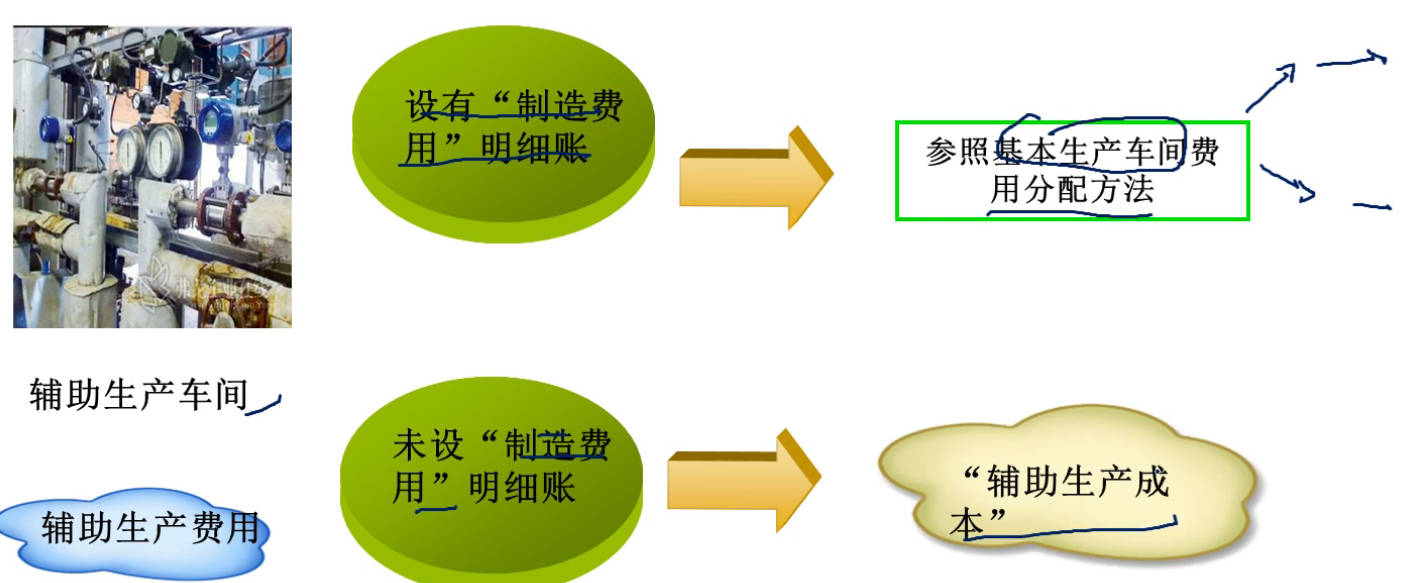 设有“制造费
用”明细账
参照基本生产车间费
用分配方法
辅助生产车间
未设“制造费
用”明细账
“辅助生产成
本”
辅助生产费用